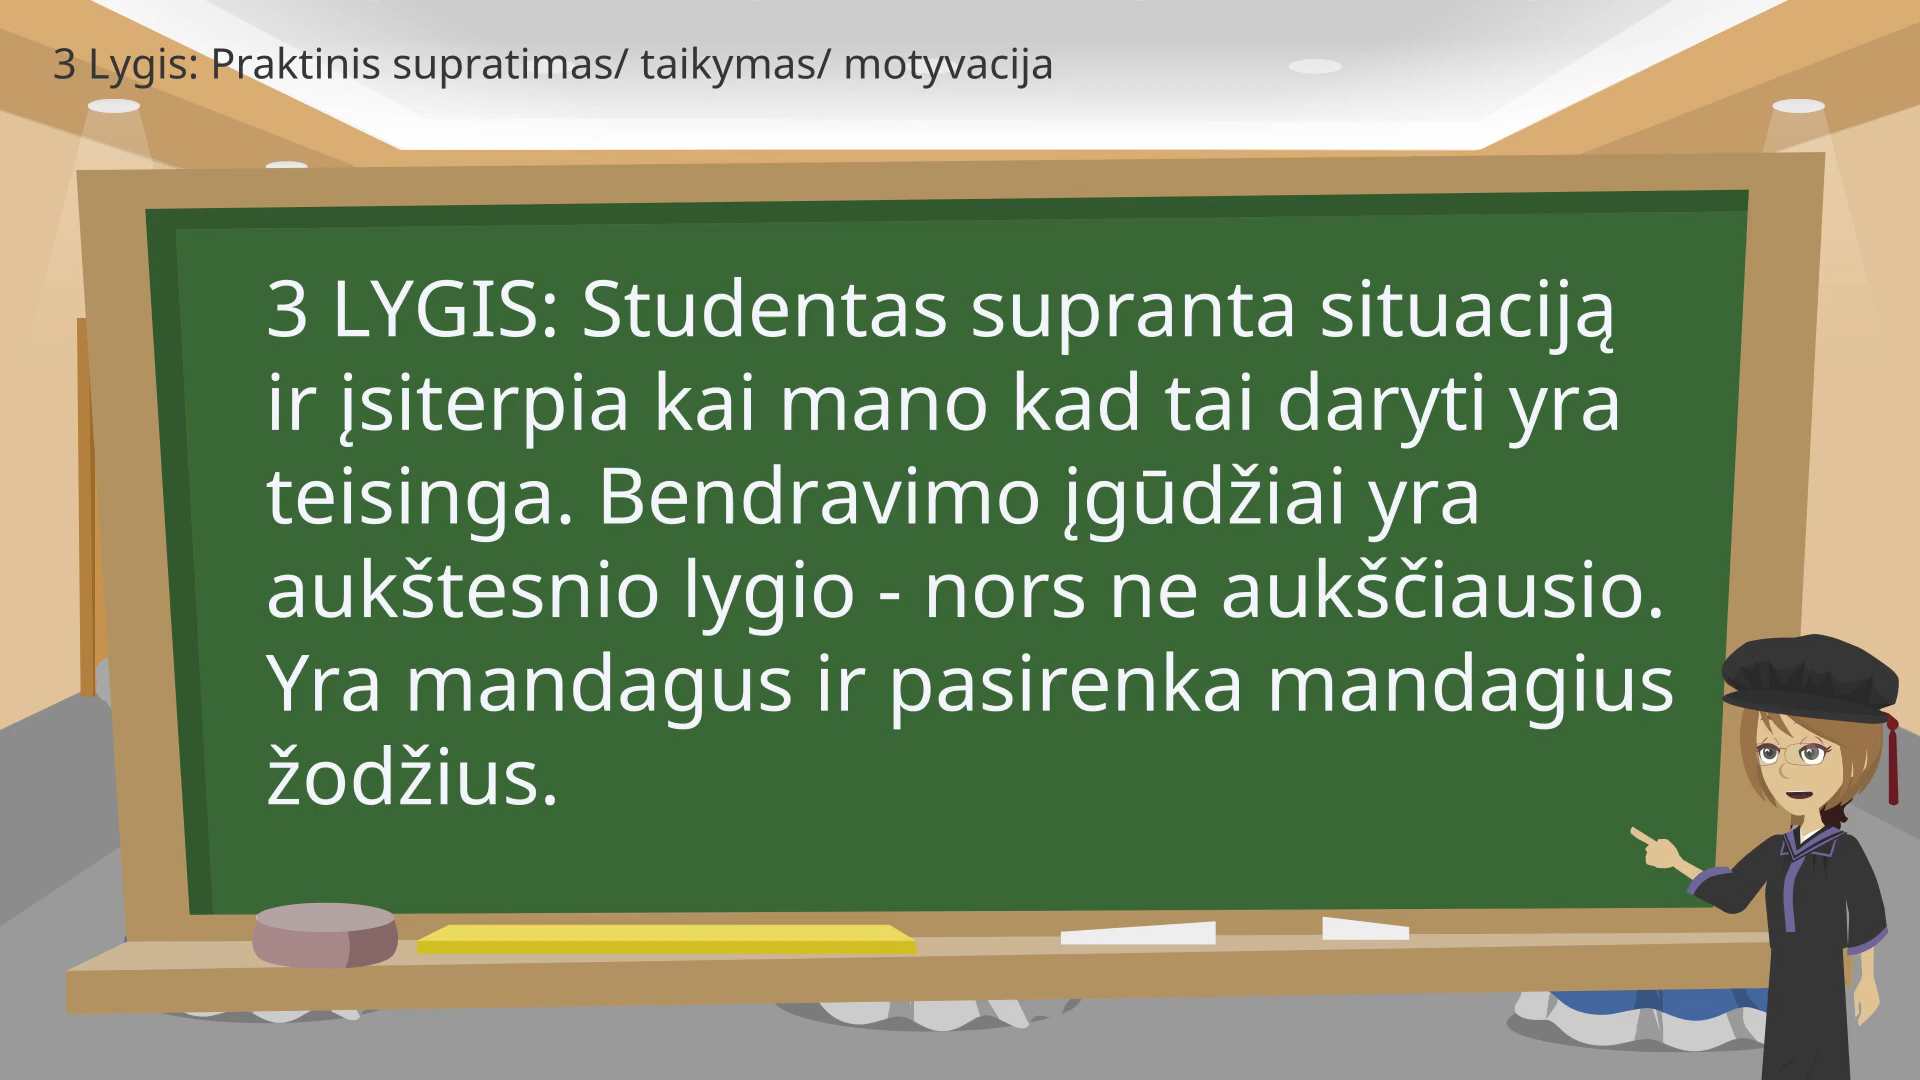 3 Lygis: Praktinis supratimas/ taikymas/ motyvacija
3 LYGIS: Studentas supranta situaciją
ir įsiterpia kai mano kad tai daryti yra
teisinga. Bendravimo įgūdžiai yra
aukštesnio lygio - nors ne aukščiausio.
Yra mandagus ir pasirenka mandagius
žodžius.